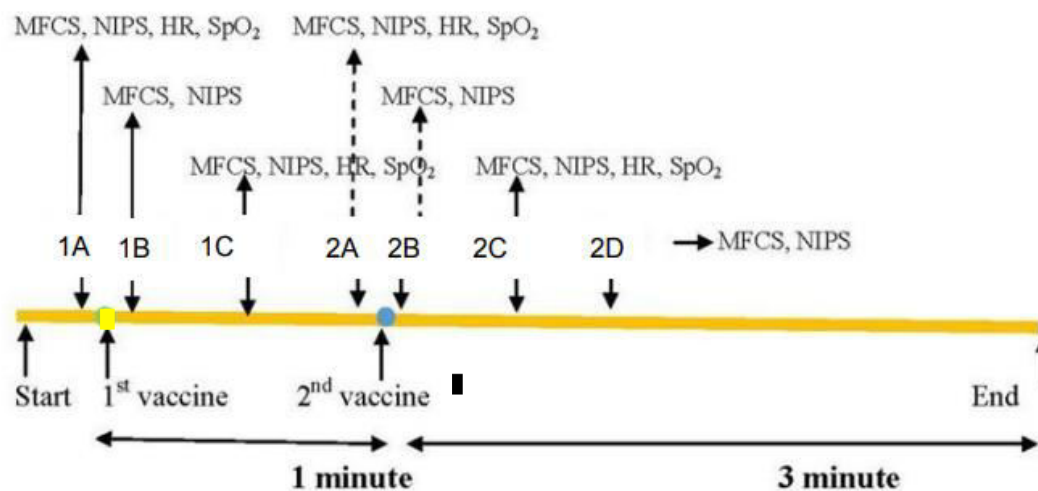 MFCS, NIPS, HR, SpO₂ MFCS, NIPS, HR, SpO₂
MFCS, NIPS MFCS, NIPS
MFCS, NIPS, HR, SpO₂ MFCS, NIPS, HR, SpO₂
1A 1B 1C 2A 2B 2C 2D MFCS, NIPS
Start 1st vaccine 2nd vaccine End
1 minute 3 minute